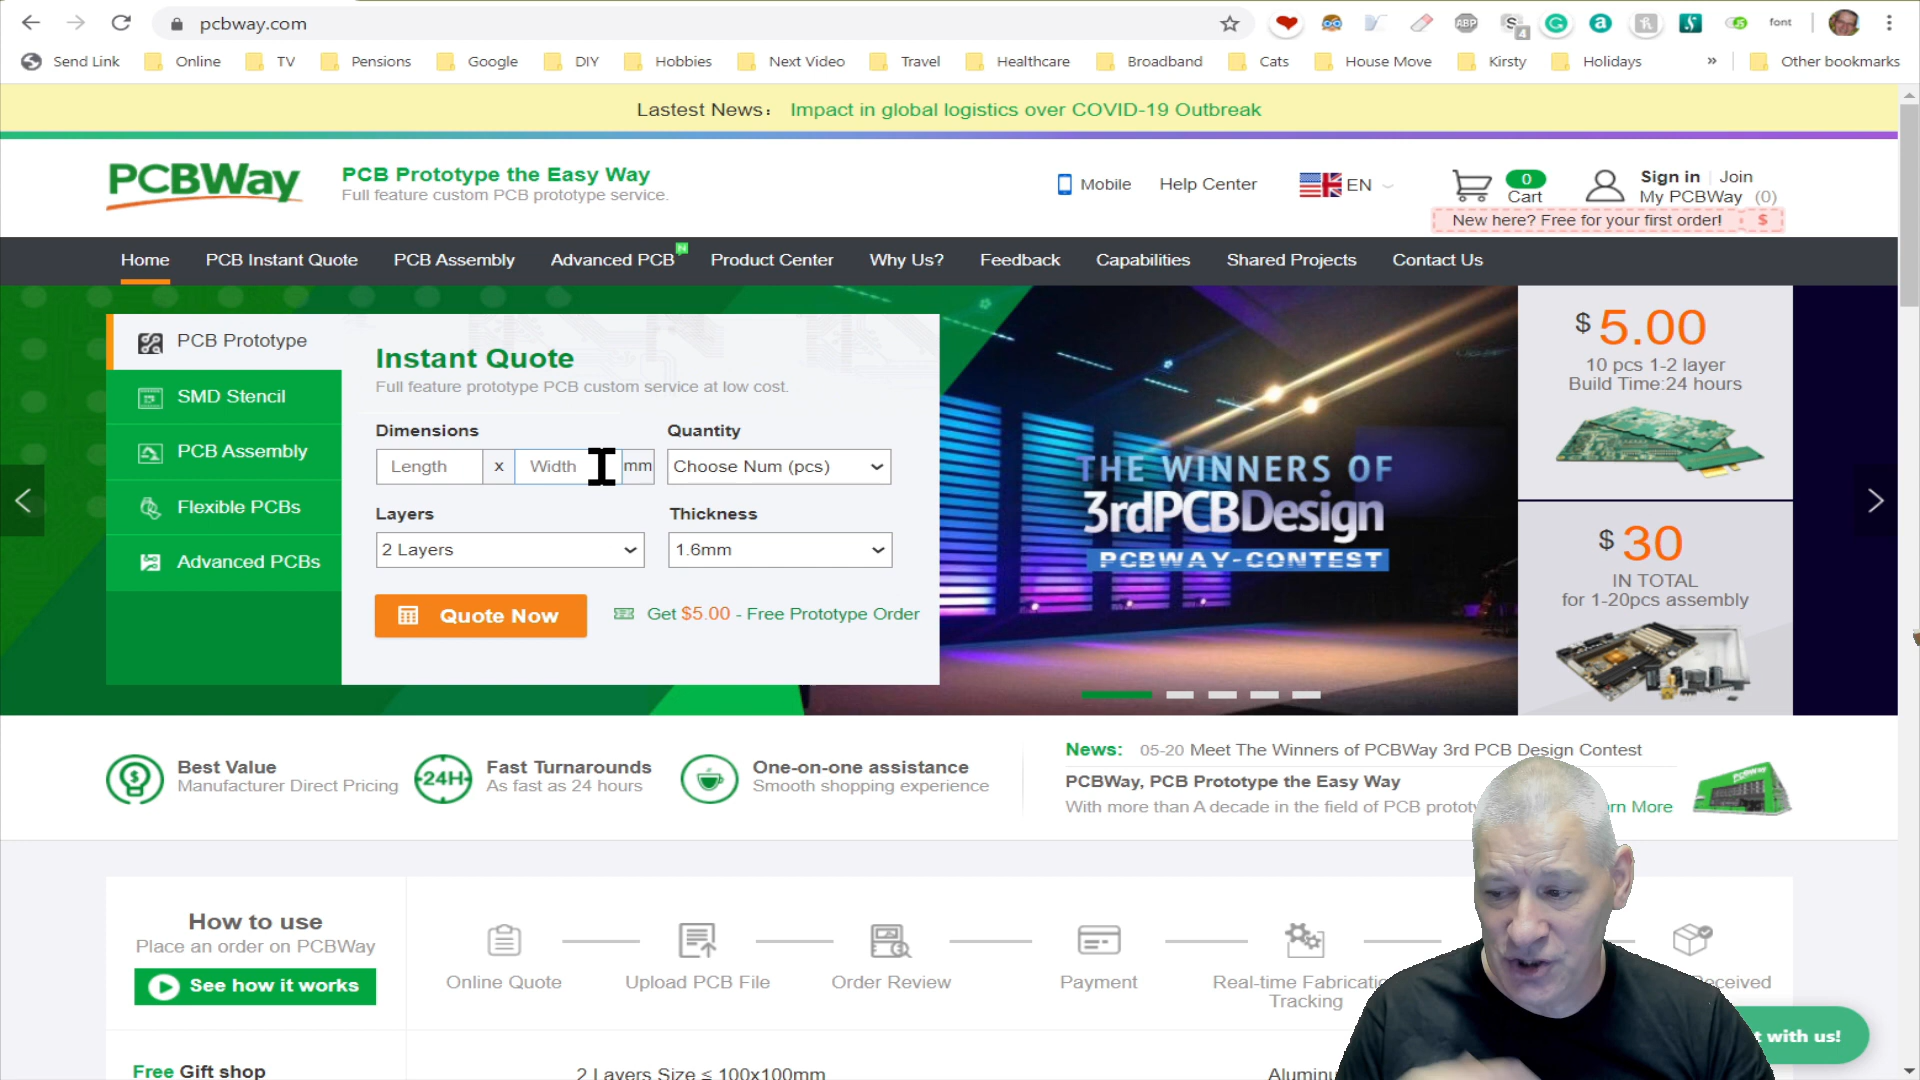 pcbway.com
ABP
S
4
font
Send Link
Online
TV
Pensions
Google
DIY
Hobbies
Next Video
Travel
Healthcare
Broadband
Cats
House Move
Kirsty
Holidays
»
Other bookmarks
Lastest News: Impact in global logistics over COVID-19 Outbreak
PCBWay
PCB Prototype the Easy Way
Full feature custom PCB prototype service.
Mobile
Help Center
EN
0
Cart
Sign in | Join
My PCBWay (0)
New here? Free for your first order! $
Home
PCB Instant Quote
PCB Assembly
Advanced PCB
N
Product Center
Why Us?
Feedback
Capabilities
Shared Projects
Contact Us
PCB Prototype
SMD Stencil
PCB Assembly
Flexible PCBs
Advanced PCBs
Instant Quote
Full feature prototype PCB custom service at low cost.
Dimensions
Quantity
Length x Width mm
Choose Num (pcs)
Layers
Thickness
2 Layers
1.6mm
Quote Now
Get $5.00 - Free Prototype Order
THE WINNERS OF
3rdPCBDesign
PCBWAY-CONTEST
$ 5.00
10 pcs 1-2 layer
Build Time:24 hours
$ 30
IN TOTAL
for 1-20pcs assembly
Best Value
Manufacturer Direct Pricing
24H
Fast Turnarounds
As fast as 24 hours
One-on-one assistance
Smooth shopping experience
News: 05-20 Meet The Winners of PCBWay 3rd PCB Design Contest
PCBWay, PCB Prototype the Easy Way
With more than A decade in the field of PCB prototy
rn More
How to use
Place an order on PCBWay
See how it works
Online Quote
Upload PCB File
Order Review
Payment
Real-time Fabricatio
Tracking
eceived
t with us!
Free Gift shop
2 Layers Size ≤ 100x100mm
Aluminu